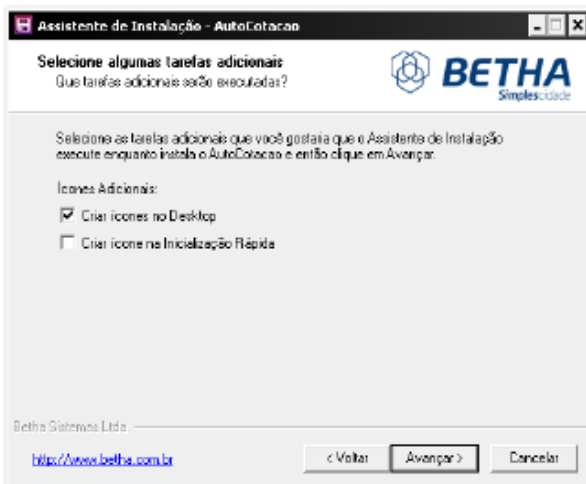 Assistente de Instalação - AutoCotacao
Selecione algumas tarefas adicionais
Que tarefas adicionais serão executadas?
BETHA
Simplescidade
Selecione as tarefas adicionais que você gostaria que o Assistente de Instalação
execute enquanto instala o AutoCotacao e então clique em Avançar.
Ícones Adicionais:
Criar ícones no Desktop
Criar ícone na Inicialização Rápida
Betha Sistemas Ltda.
http://www.betha.com.br
< Voltar
Avançar >
Cancelar